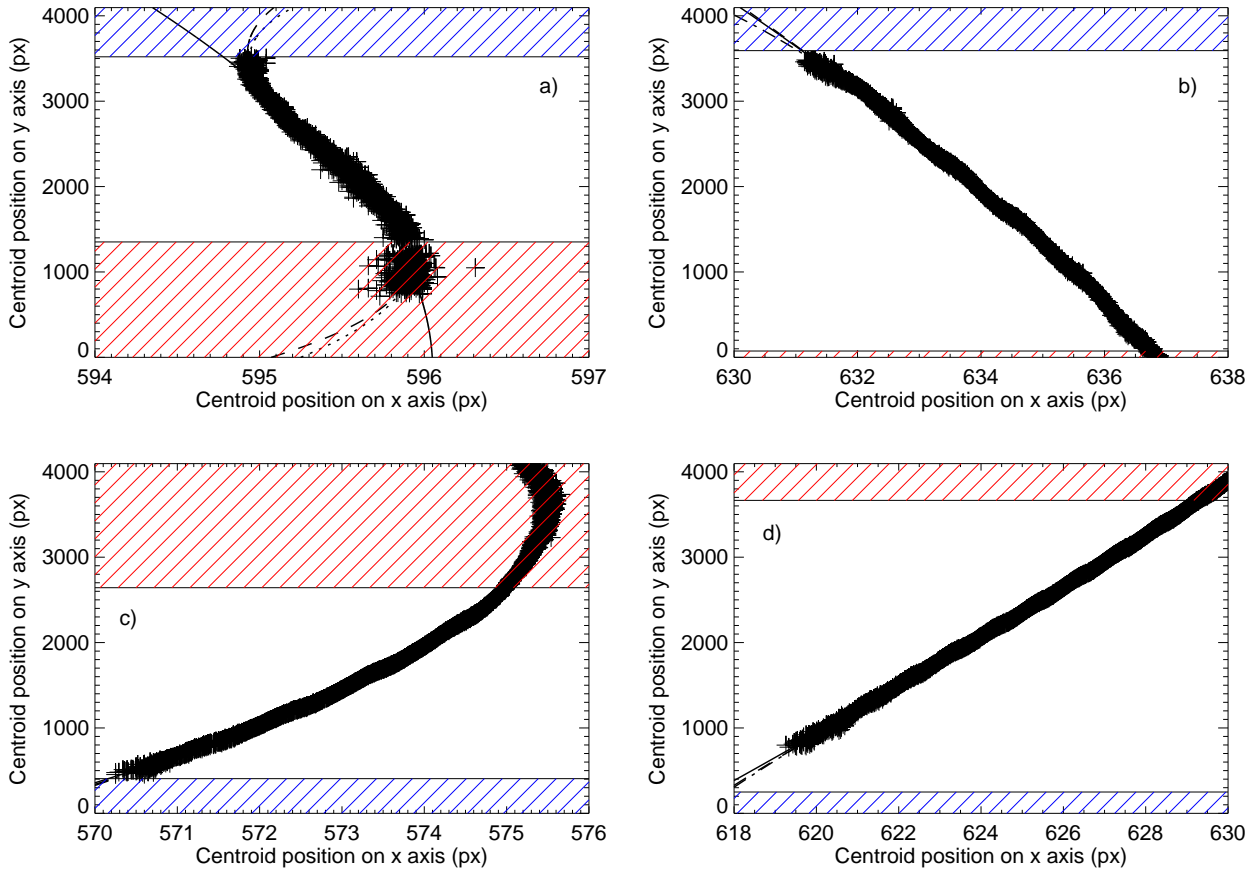 Centroid position on y axis (px)
4000
3000
2000
1000
0
a)
594 595 596 597
Centroid position on x axis (px)
Centroid position on y axis (px)
4000
3000
2000
1000
0
b)
630 632 634 636 638
Centroid position on x axis (px)
Centroid position on y axis (px)
4000
3000
2000
1000
0
c)
570 571 572 573 574 575 576
Centroid position on x axis (px)
Centroid position on y axis (px)
4000
3000
2000
1000
0
d)
618 620 622 624 626 628 630
Centroid position on x axis (px)